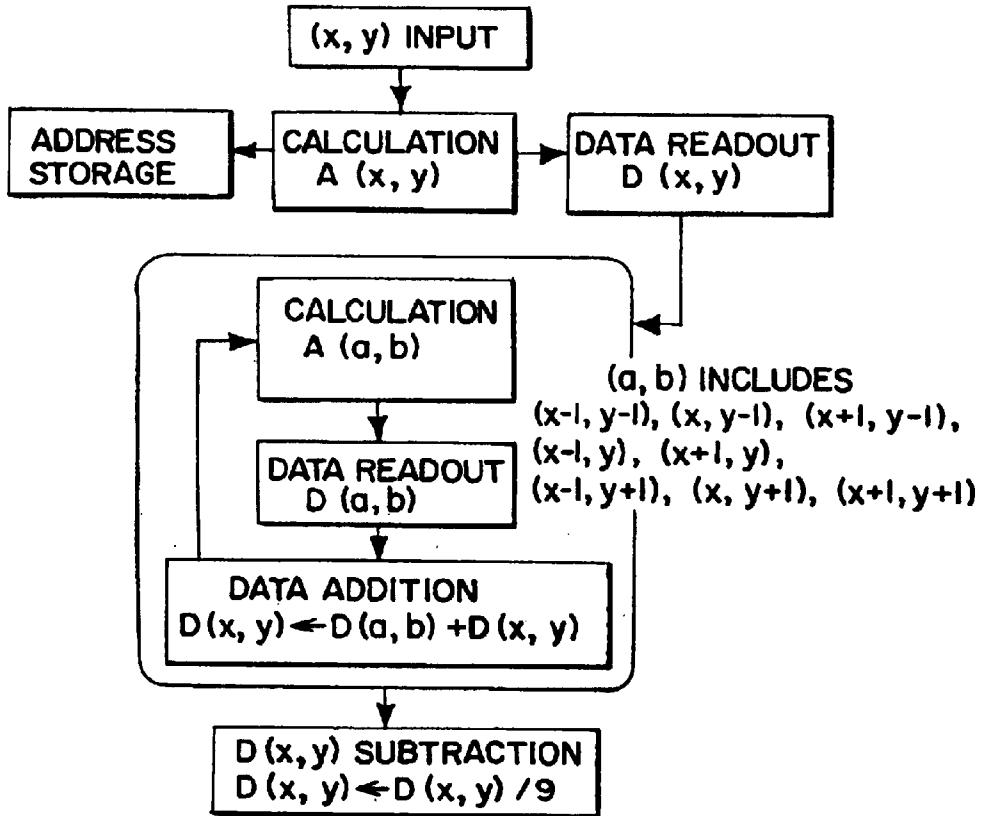 (x, y) INPUT
ADDRESS
STORAGE
CALCULATION
A (x, y)
DATA READOUT
D (x, y)
CALCULATION
A (a, b)
(a, b) INCLUDES
(x-1, y-1), (x, y-1), (x+1, y-1),
(x-1, y), (x+1, y),
(x-1, y+1), (x, y+1), (x+1, y+1)
DATA READOUT
D (a, b)
DATA ADDITION
D(x, y)←D(a, b)+D(x, y)
D(x, y) SUBTRACTION
D(x, y)←D(x, y)/9